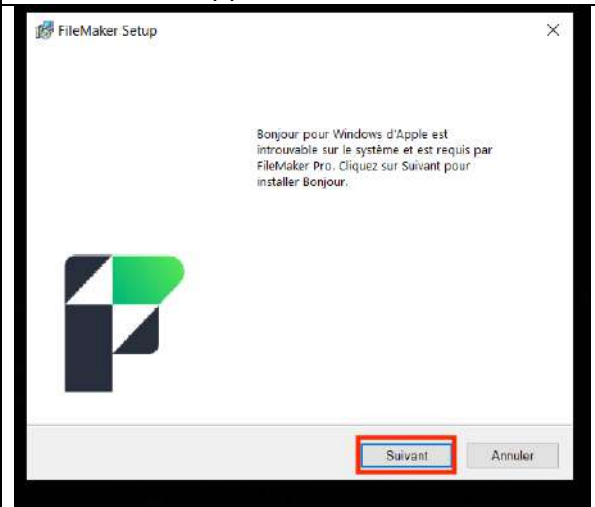 FileMaker Setup
Bonjour pour Windows d'Apple est
introuvable sur le système et est requis par
FileMaker Pro. Cliquez sur Suivant pour
installer Bonjour.
Suivant
Annuler